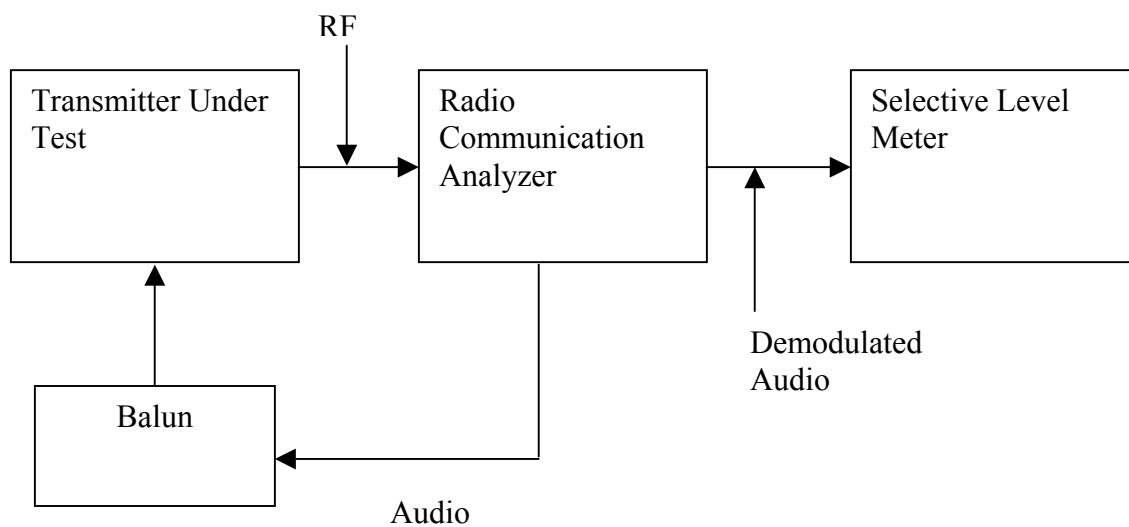 RF
Transmitter Under
Test
Radio
Communication
Analyzer
Selective Level
Meter
Demodulated
Audio
Balun
Audio